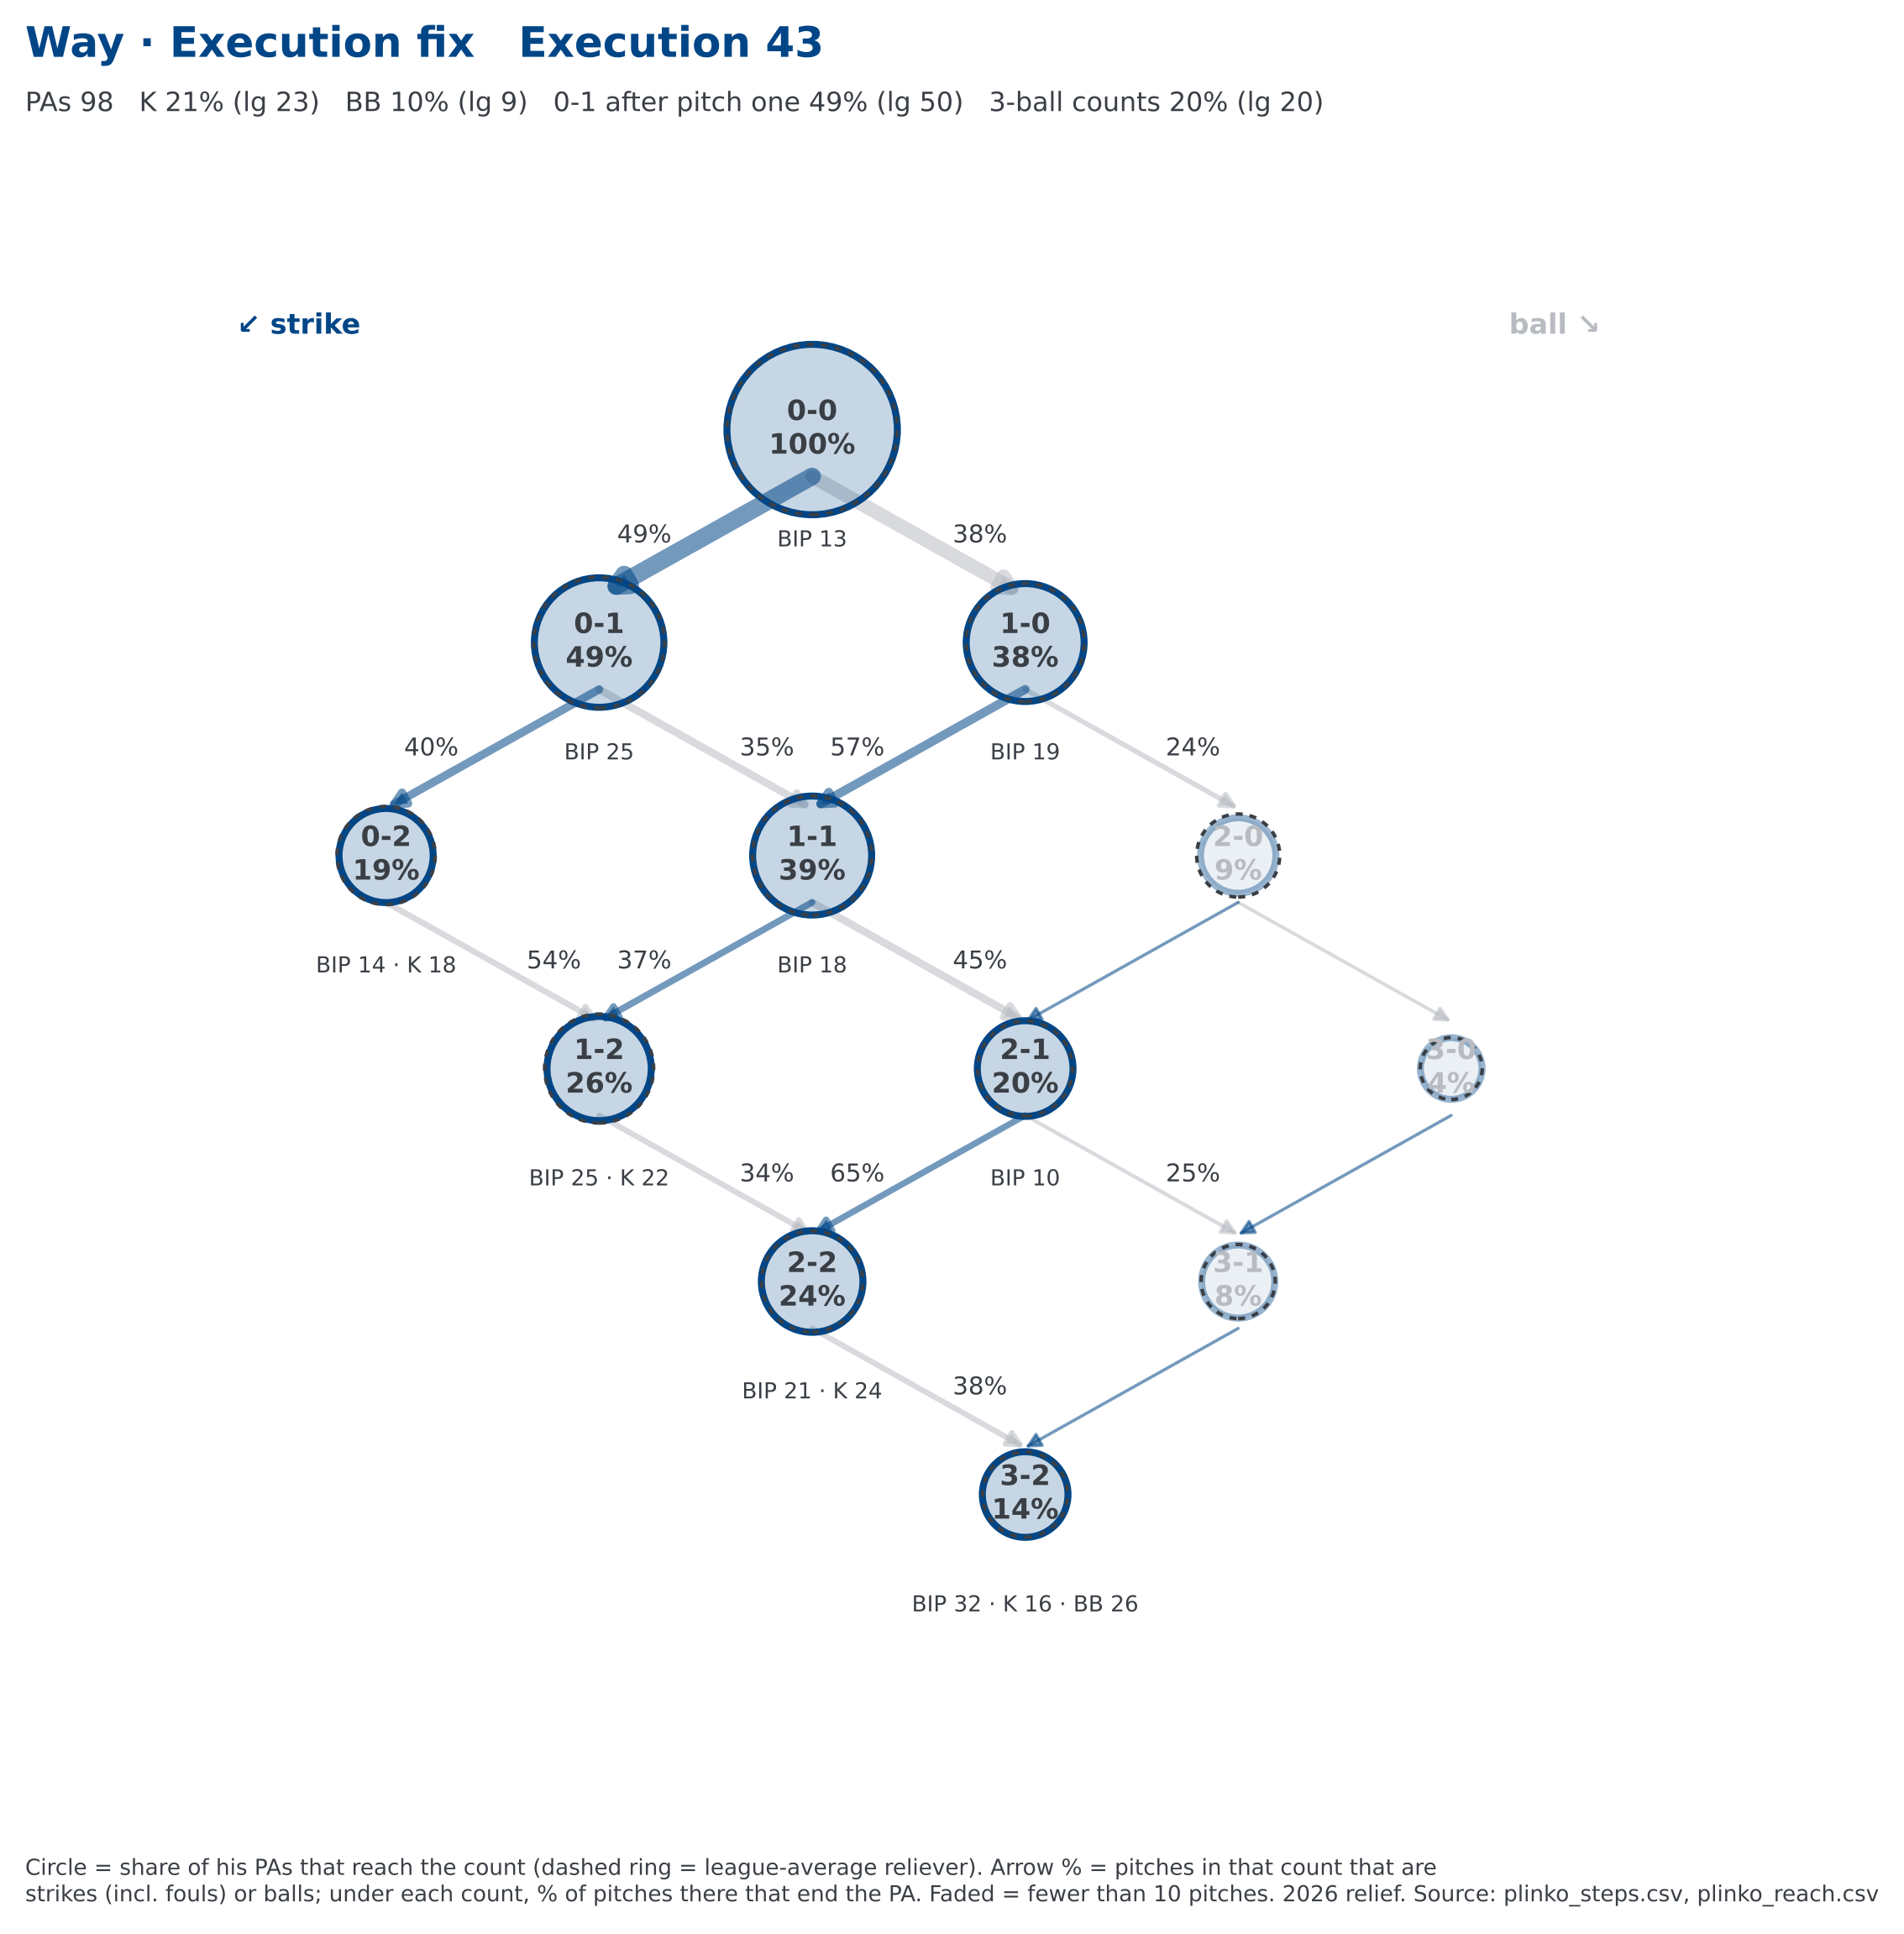 Way · Execution fix   Execution 43
PAs 98   K 21% (lg 23)   BB 10% (lg 9)   0-1 after pitch one 49% (lg 50)   3-ball counts 20% (lg 20)
↙ strike
ball ↘
0-0
100%
49%
BIP 13
38%
0-1
49%
1-0
38%
40%
BIP 25
35%
57%
BIP 19
24%
0-2
19%
1-1
39%
2-0
9%
BIP 14 · K 18
54%
37%
BIP 18
45%
1-2
26%
2-1
20%
3-0
4%
BIP 25 · K 22
34%
65%
BIP 10
25%
2-2
24%
3-1
8%
BIP 21 · K 24
38%
3-2
14%
BIP 32 · K 16 · BB 26
Circle = share of his PAs that reach the count (dashed ring = league-average reliever). Arrow % = pitches in that count that are
strikes (incl. fouls) or balls; under each count, % of pitches there that end the PA. Faded = fewer than 10 pitches. 2026 relief. Source: plinko_steps.csv, plinko_reach.csv